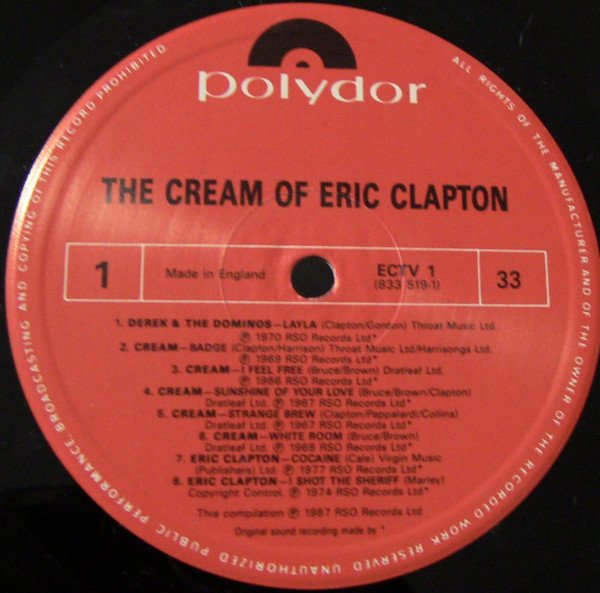 polydor
THE CREAM OF ERIC CLAPTON
1 Made in England ECTV 1 33
(833 519-1)
1. DEREK & THE DOMINOS—LAYLA (Clapton/Gordon) Throat Music Ltd.
Ⓟ 1970 RSO Records Ltd*
2. CREAM—BADGE (Clapton/Harrison) Throat Music Ltd/Harrisongs Ltd.
Ⓟ 1969 RSO Records Ltd*
3. CREAM—I FEEL FREE (Bruce/Brown) Dratleaf Ltd.
Ⓟ 1966 RSO Records Ltd*
4. CREAM—SUNSHINE OF YOUR LOVE (Bruce/Brown/Clapton)
Dratleaf Ltd. Ⓟ 1967 RSO Records Ltd*
5. CREAM—STRANGE BREW (Clapton/Pappalardi/Collins)
Dratleaf Ltd. Ⓟ 1967 RSO Records Ltd*
6. CREAM—WHITE ROOM (Bruce/Brown)
Dratleaf Ltd. Ⓟ 1968 RSO Records Ltd*
7. ERIC CLAPTON—COCAINE (Cale) Virgin Music
(Publishers) Ltd. Ⓟ 1977 RSO Records Ltd*
8. ERIC CLAPTON—I SHOT THE SHERIFF (Marley)
Copyright Control. Ⓟ 1974 RSO Records Ltd*
This compilation Ⓟ 1987 RSO Records Ltd
Original sound recording made by *
ALL RIGHTS OF THE MANUFACTURER AND OF THE OWNER OF THE RECORDED WORK RESERVED UNAUTHORIZED PUBLIC PERFORMANCE BROADCASTING AND COPYING OF THIS RECORD PROHIBITED